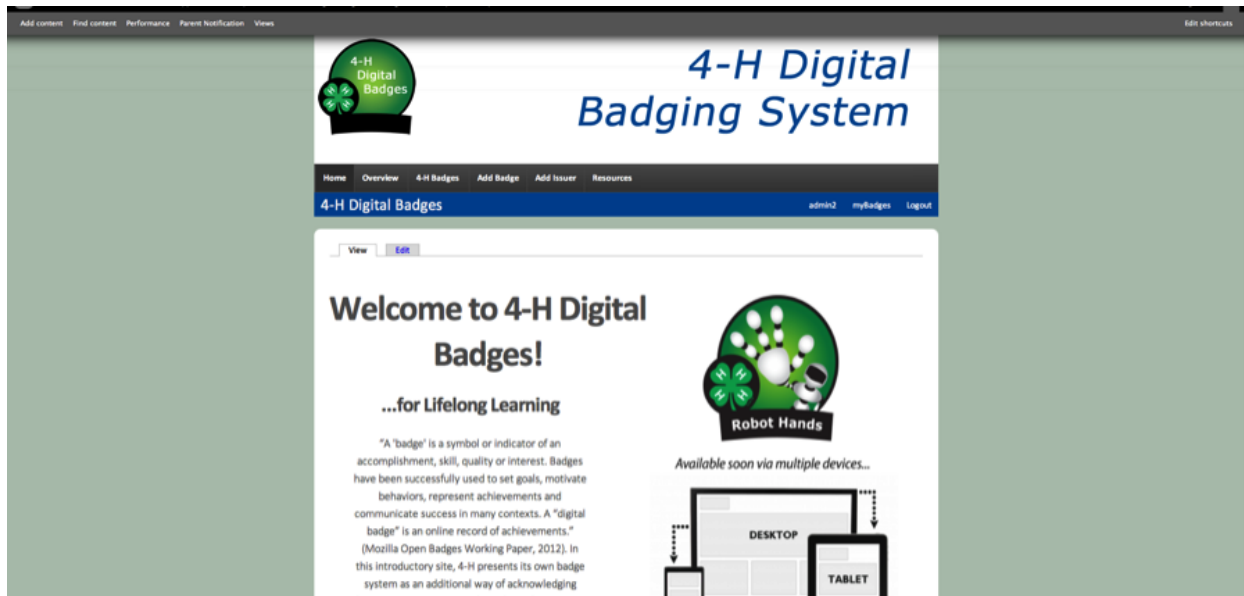 Add content Find content Performance Parent Notification Views Edit shortcuts
4-H
Digital
Badges
4-H Digital
Badging System
Home Overview 4-H Badges Add Badge Add Issuer Resources
4-H Digital Badges admin2 myBadges Logout
View Edit
Welcome to 4-H Digital
Badges!
...for Lifelong Learning
"A 'badge' is a symbol or indicator of an
accomplishment, skill, quality or interest. Badges
have been successfully used to set goals, motivate
behaviors, represent achievements and
communicate success in many contexts. A "digital
badge" is an online record of achievements."
(Mozilla Open Badges Working Paper, 2012). In
this introductory site, 4-H presents its own badge
system as an additional way of acknowledging
H H H H
Robot Hands
Available soon via multiple devices...
DESKTOP
TABLET